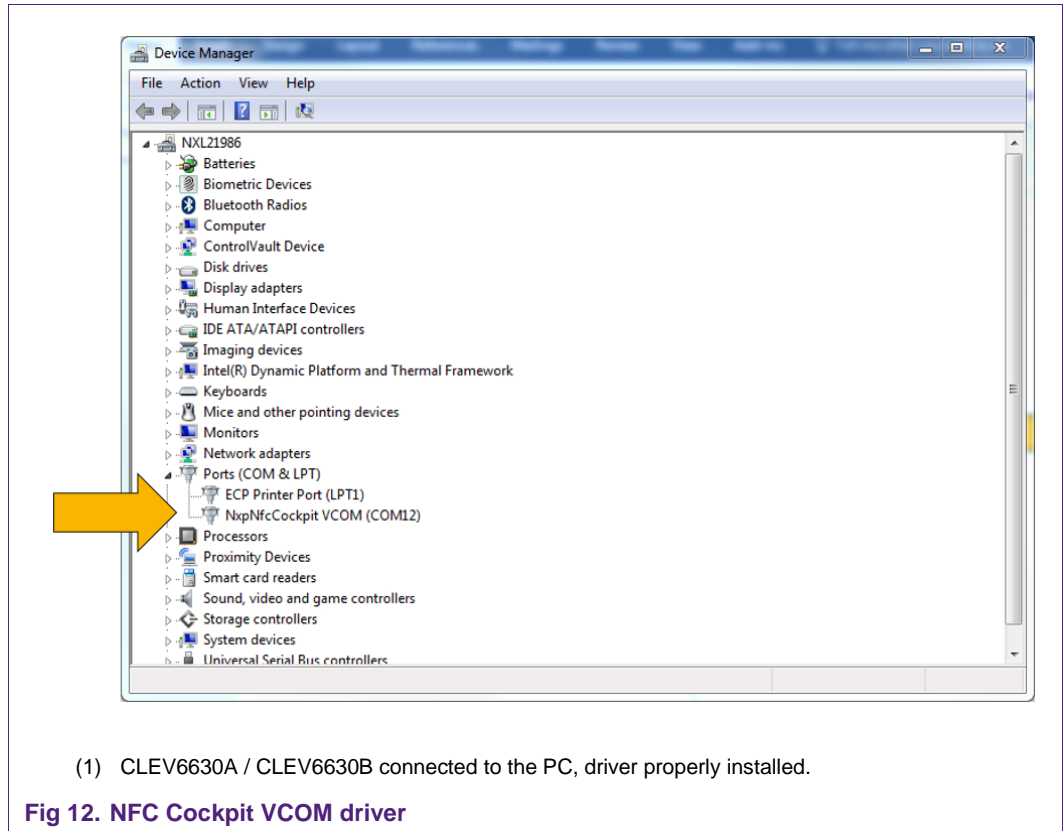 Device Manager
File Action View Help
NXL21986
Batteries
Biometric Devices
Bluetooth Radios
Computer
ControlVault Device
Disk drives
Display adapters
Human Interface Devices
IDE ATA/ATAPI controllers
Imaging devices
Intel(R) Dynamic Platform and Thermal Framework
Keyboards
Mice and other pointing devices
Monitors
Network adapters
Ports (COM & LPT)
ECP Printer Port (LPT1)
NxpNfcCockpit VCOM (COM12)
Processors
Proximity Devices
Smart card readers
Sound, video and game controllers
Storage controllers
System devices
Universal Serial Bus controllers
(1) CLEV6630A / CLEV6630B connected to the PC, driver properly installed.
Fig 12. NFC Cockpit VCOM driver